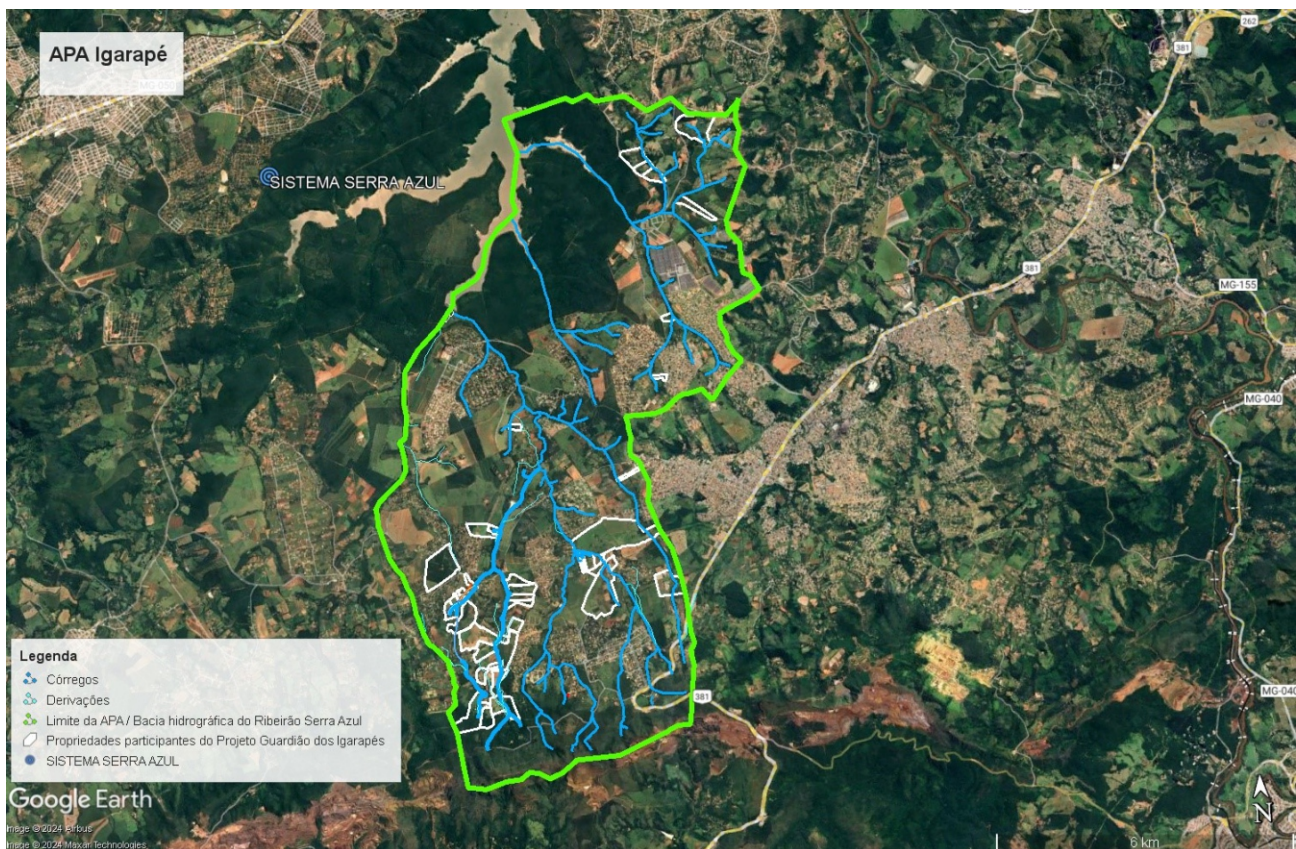 APA Igarapé
262
381
MG-050
SISTEMA SERRA AZUL
381
MG-155
MG-040
381
MG-040
Legenda
Córregos
Derivações
Limite da APA / Bacia hidrográfica do Ribeirão Serra Azul
Propriedades participantes do Projeto Guardião dos Igarapés
SISTEMA SERRA AZUL
Google Earth
Image © 2024 Airbus
Image © 2024 Maxar Technologies
N
6 km